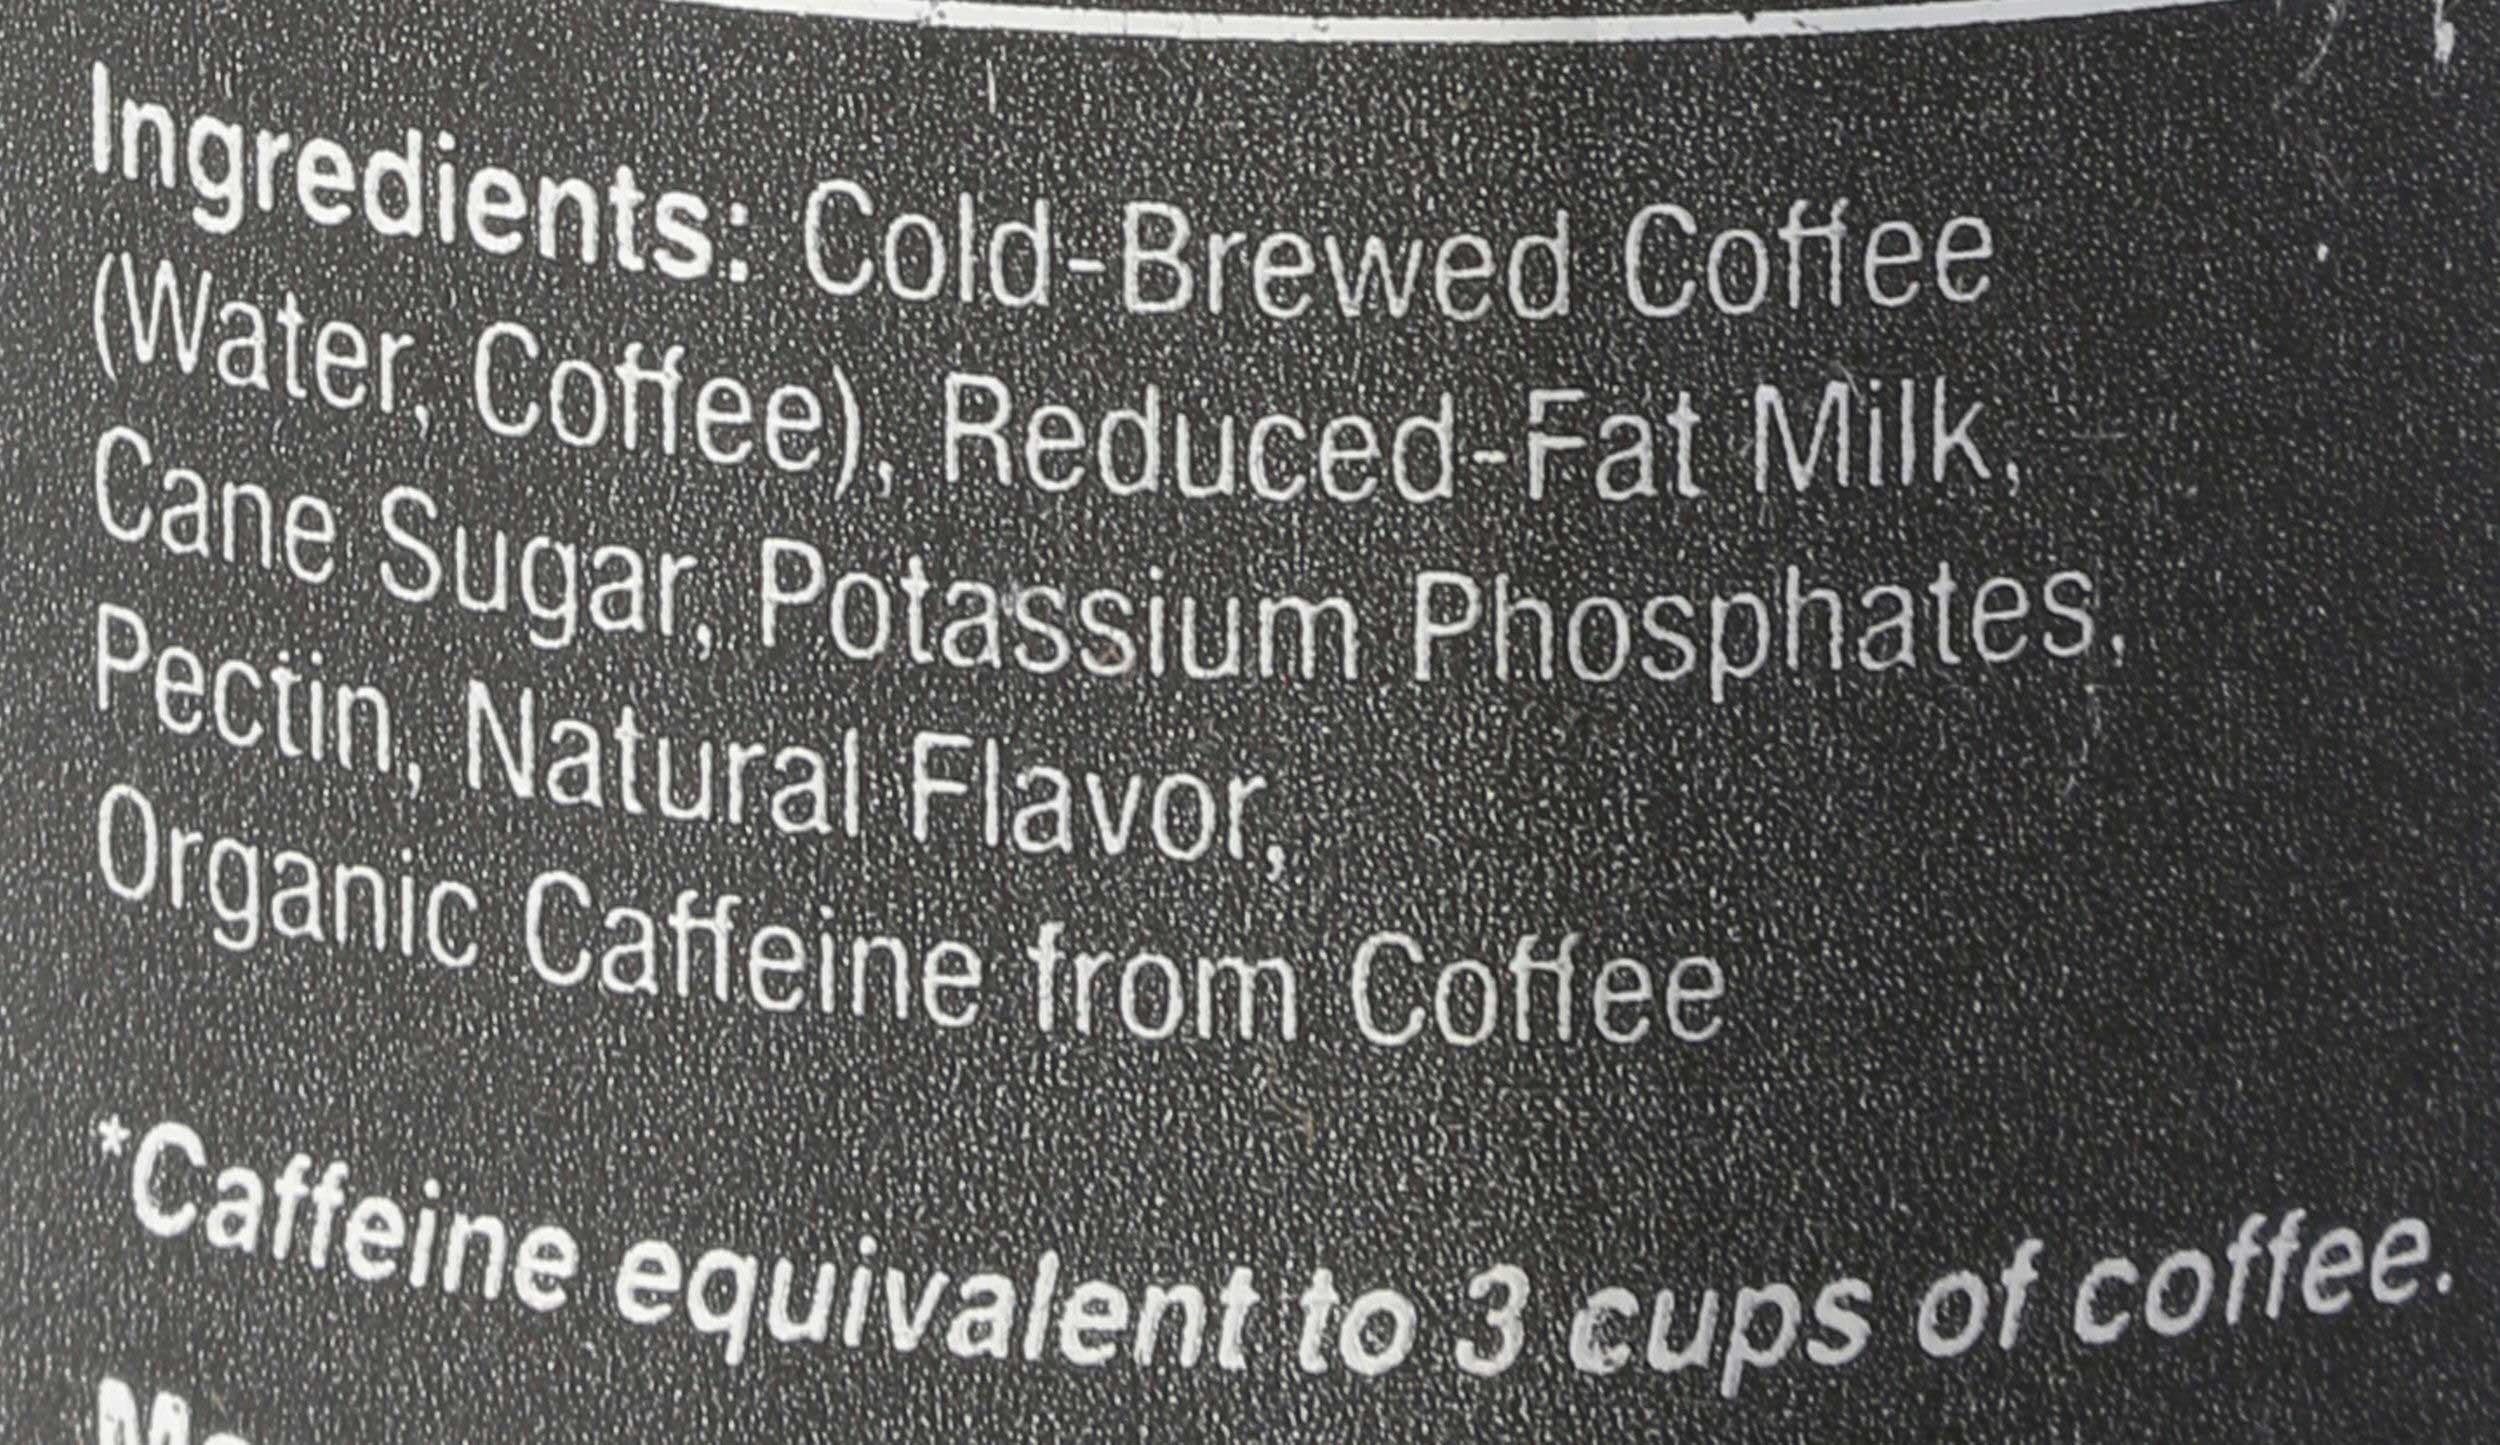 Ingredients: Cold-Brewed Coffee
(Water, Coffee), Reduced-Fat Milk,
Cane Sugar, Potassium Phosphates,
Pectin, Natural Flavor,
Organic Caffeine from Coffee
*Caffeine equivalent to 3 cups of coffee.